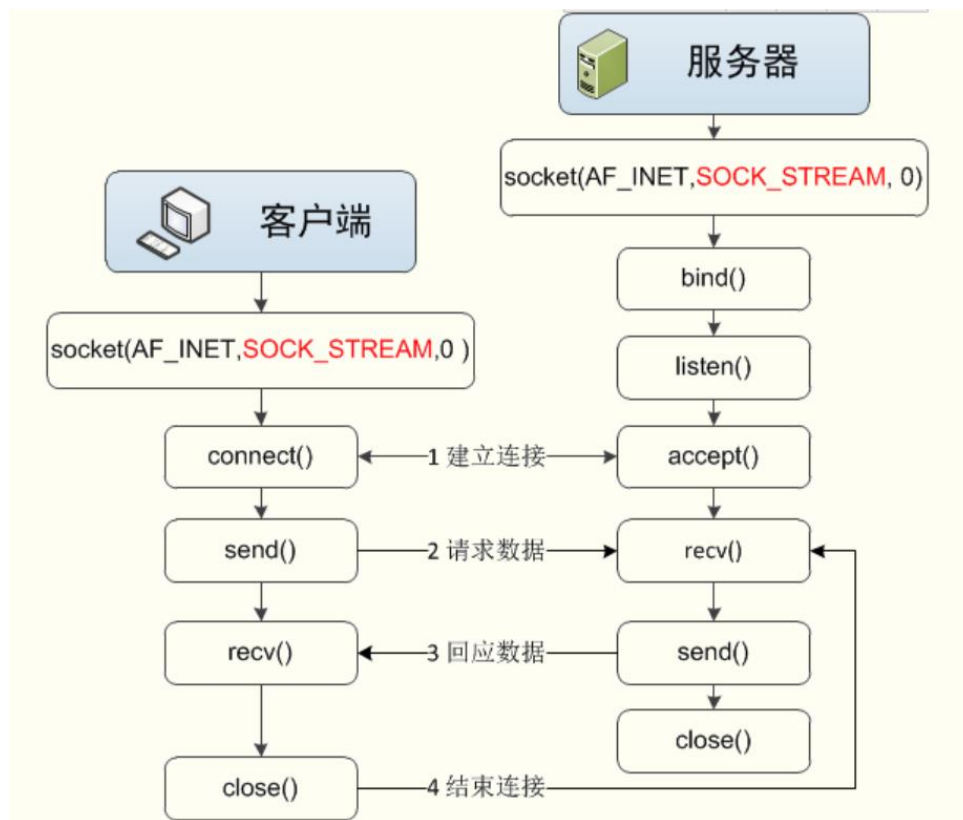 服务器
socket(AF_INET,SOCK_STREAM, 0)
bind()
客户端
listen()
socket(AF_INET,SOCK_STREAM,0 )
connect()
1 建立连接
accept()
send()
2 请求数据
recv()
recv()
3 回应数据
send()
close()
close()
4 结束连接